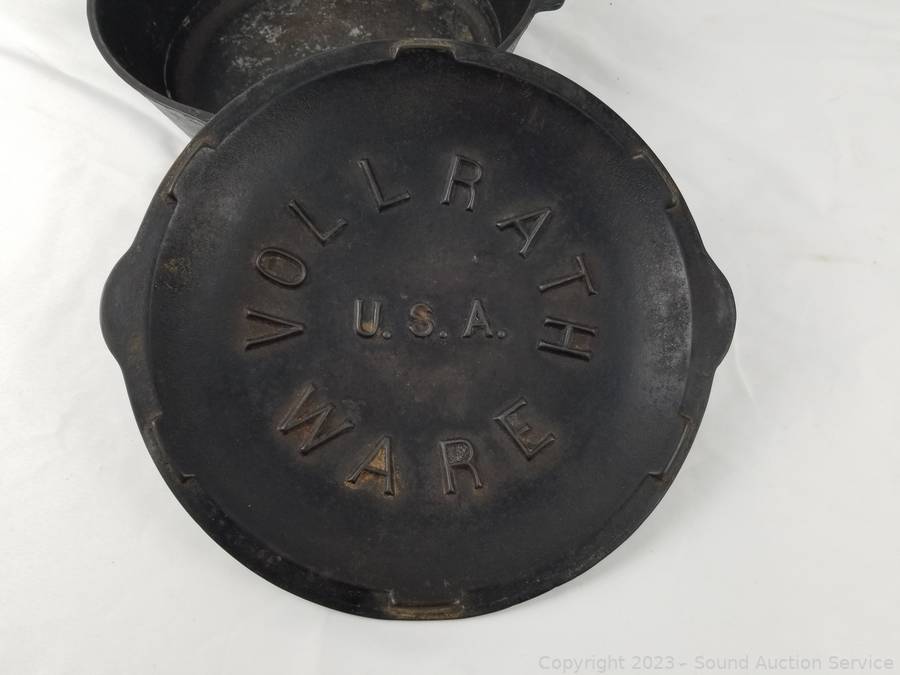 VOLLRATH
U.S.A.
WARE
Copyright 2023 - Sound Auction Service